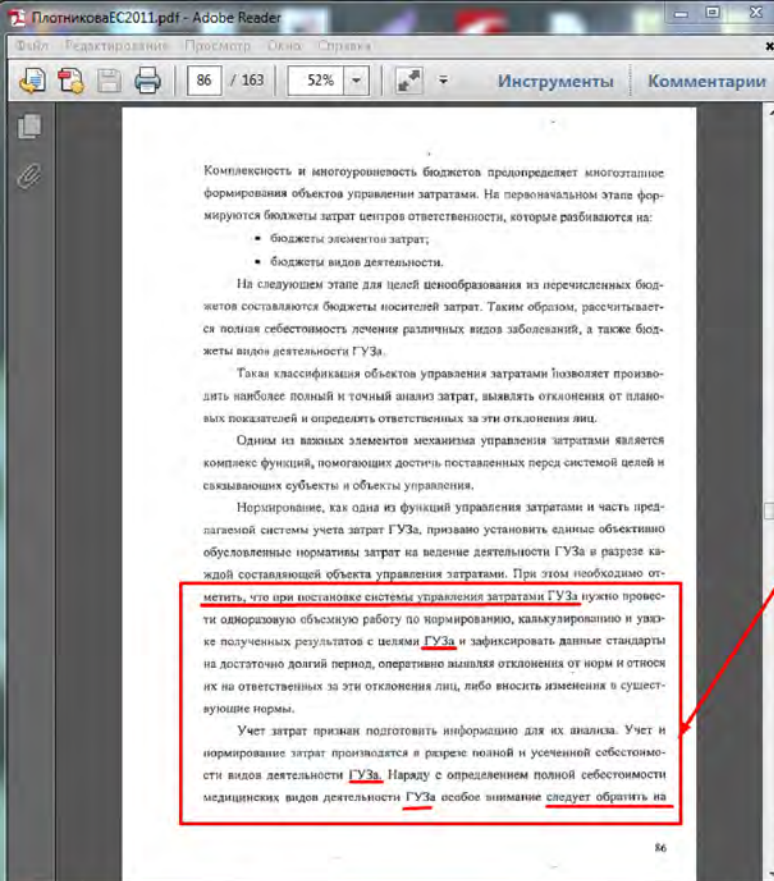 ПлотниковаЕС2011.pdf - Adobe Reader
Файл Редактирование Просмотр Окно Справка
86 / 163 52% Инструменты Комментарии
Комплексность и многоуровневость бюджетов предопределяет многоэтапное
формирования объектов управлении затратами. На первоначальном этапе фор-
мируются бюджеты затрат центров ответственности, которые разбиваются на:
• бюджеты элементов затрат;
• бюджеты видов деятельности.
На следующем этапе для целей ценообразования из перечисленных бюд-
жетов составляются бюджеты носителей затрат. Таким образом, рассчитывает-
ся полная себестоимость лечения различных видов заболеваний, а также бюд-
жеты видов деятельности ГУЗа.
Такая классификация объектов управления затратами позволяет произво-
дить наиболее полный и точный анализ затрат, выявлять отклонения от плано-
вых показателей и определять ответственных за эти отклонения лиц.
Одним из важных элементов механизма управления затратами является
комплекс функций, помогающих достичь поставленных перед системой целей и
связывающих субъекты и объекты управления.
Нормирование, как одна из функций управления затратами и часть пред-
лагаемой системы учета затрат ГУЗа, призвано установить единые объективно
обусловленные нормативы затрат на ведение деятельности ГУЗа в разрезе ка-
ждой составляющей объекта управления затратами. При этом необходимо от-
метить, что при постановке системы управления затратами ГУЗа нужно провес-
ти одноразовую объемную работу по нормированию, калькулированию и увяз-
ке полученных результатов с целями ГУЗа и зафиксировать данные стандарты
на достаточно долгий период, оперативно выявляя отклонения от норм и относя
их на ответственных за эти отклонения лиц, либо вносить изменения в сущест-
вующие нормы.
Учет затрат признан подготовить информацию для их анализа. Учет и
нормирование затрат производятся в разрезе полной и усеченной себестоимо-
сти видов деятельности ГУЗа. Наряду с определением полной себестоимости
медицинских видов деятельности ГУЗа особое внимание следует обратить на
86